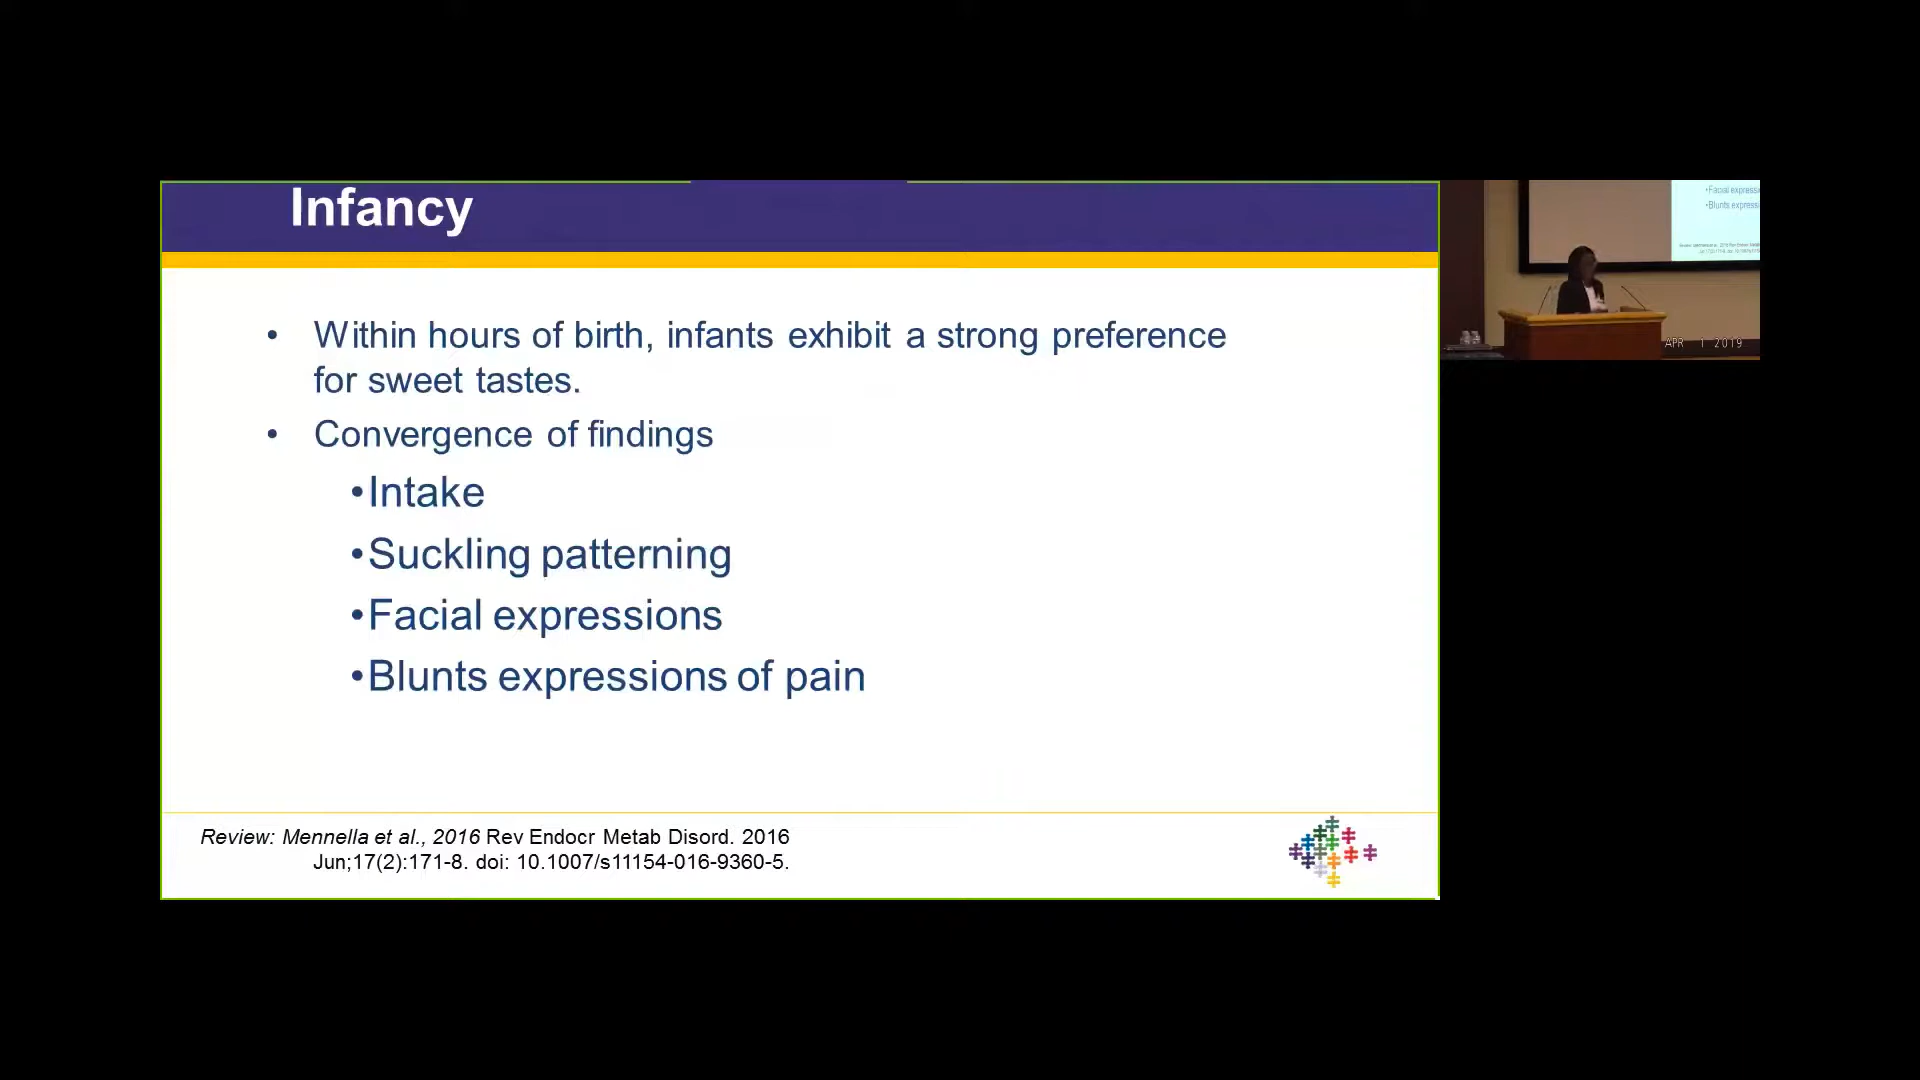 Infancy
• Within hours of birth, infants exhibit a strong preference
for sweet tastes.
• Convergence of findings
•Intake
•Suckling patterning
•Facial expressions
•Blunts expressions of pain
Review: Mennella et al., 2016 Rev Endocr Metab Disord. 2016
Jun;17(2):171-8. doi: 10.1007/s11154-016-9360-5.
•Facial
•Blunts
APR 1 2019